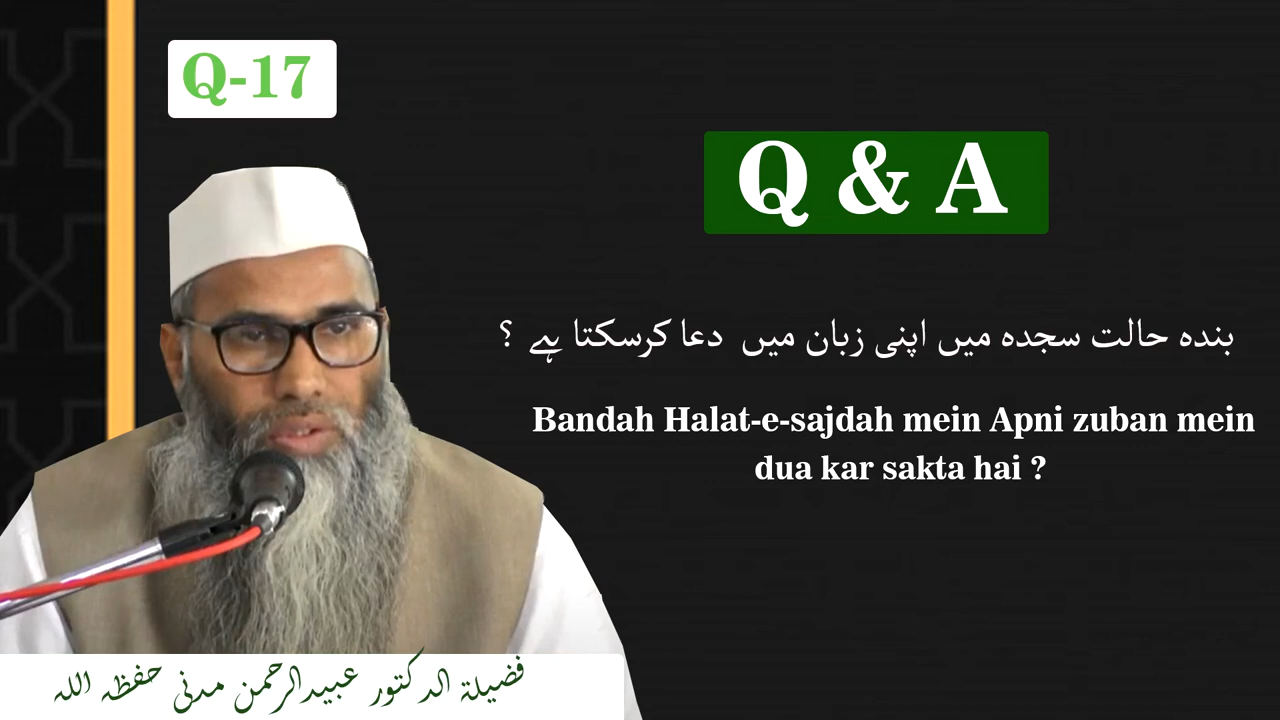 Q-17
Q & A
بندہ حالت سجدہ میں اپنی زبان میں دعا کرسکتا ہے ؟
Bandah Halat-e-sajdah mein Apni zuban mein
dua kar sakta hai ?
فضیلۃ الدکتور عبیدالرحمن مدنی حفظہ اللہ